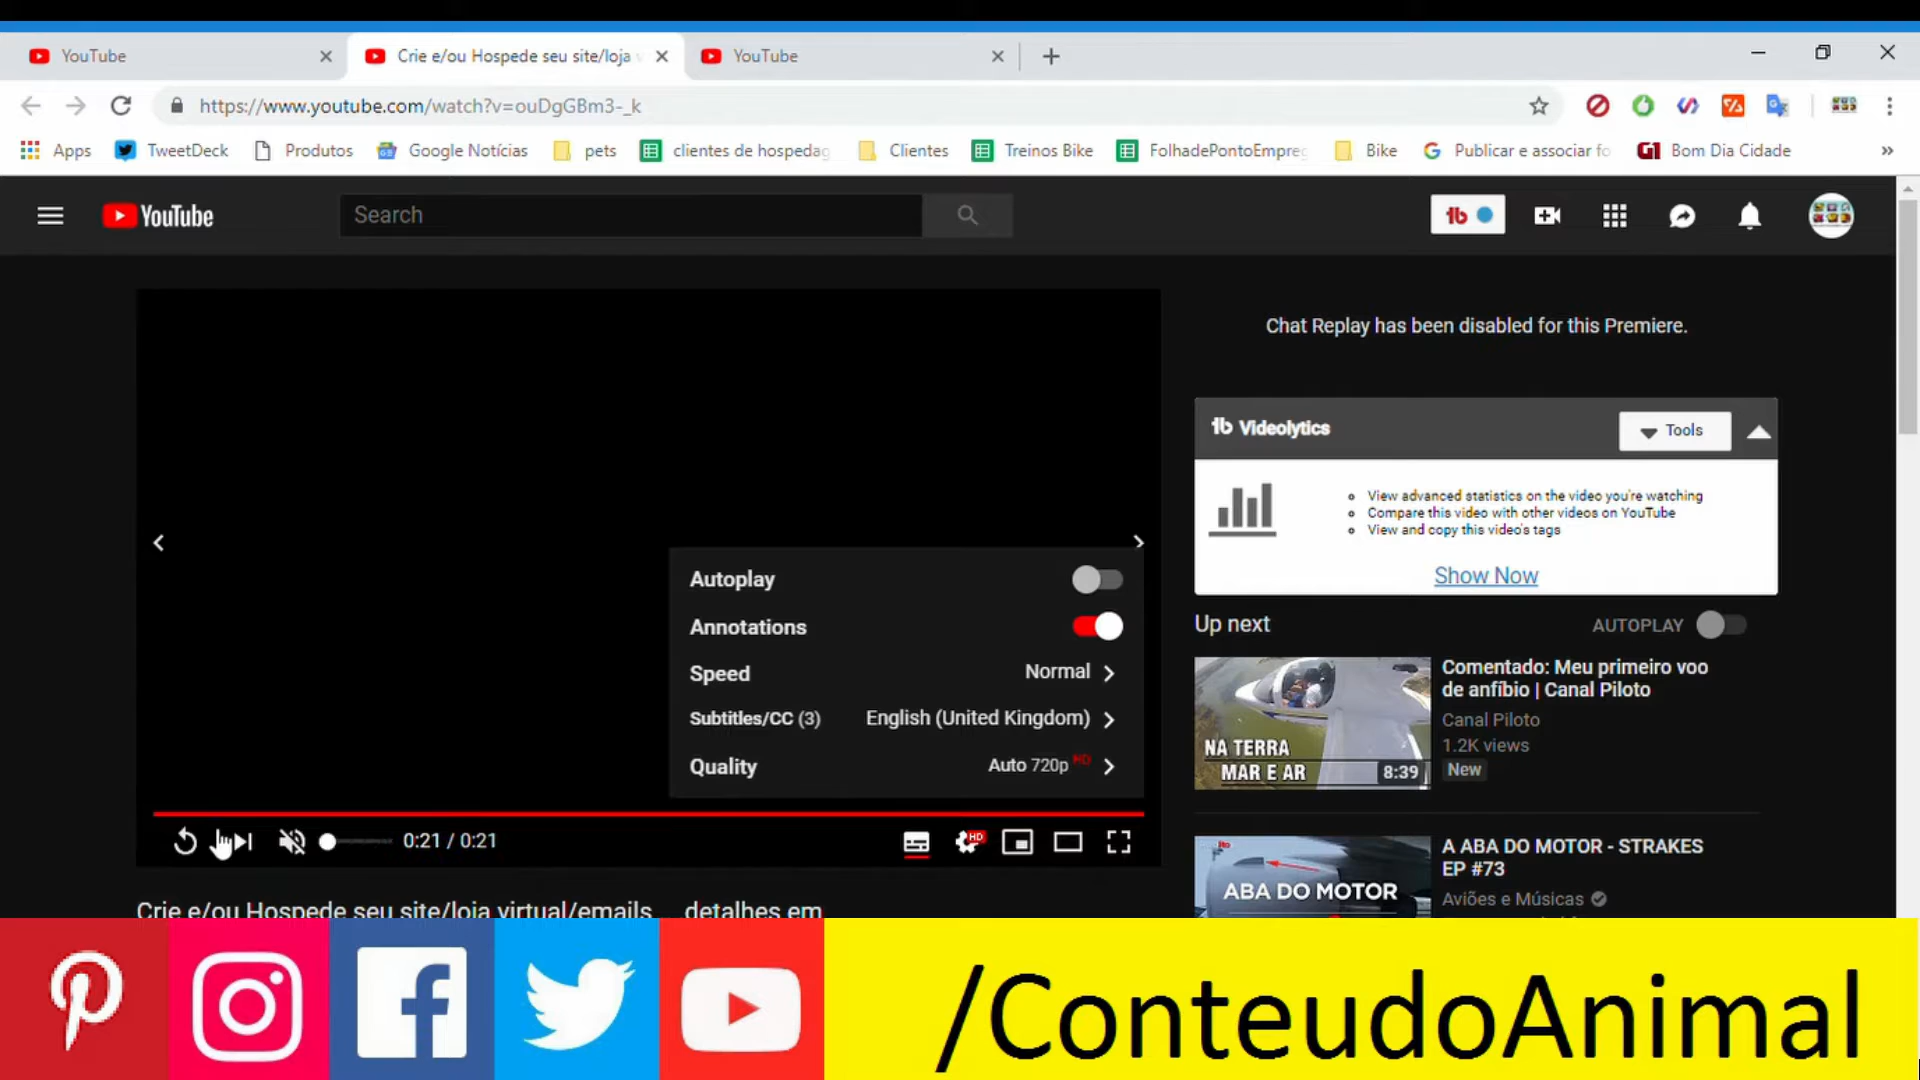 YouTube
Crie e/ou Hospede seu site/loja v
YouTube
https://www.youtube.com/watch?v=ouDgGBm3-_k
Apps
TweetDeck
Produtos
Google Notícias
pets
clientes de hospedag
Clientes
Treinos Bike
FolhadePontoEmpreg
Bike
Publicar e associar fo
G1
Bom Dia Cidade
»
YouTube
Search
tb
Chat Replay has been disabled for this Premiere.
tb Videolytics
Tools
View advanced statistics on the video you're watching
Compare this video with other videos on YouTube
View and copy this video's tags
Show Now
Autoplay
Annotations
Speed Normal
Subtitles/CC (3) English (United Kingdom)
Quality Auto 720p HD
0:21 / 0:21
HD
Up next
AUTOPLAY
NA TERRA
MAR E AR
8:39
Comentado: Meu primeiro voo
de anfíbio | Canal Piloto
Canal Piloto
1.2K views
New
ABA DO MOTOR
A ABA DO MOTOR - STRAKES
EP #73
Aviões e Músicas
Crie e/ou Hospede seu site/loja virtual/emails detalhes em
/ConteudoAnimal